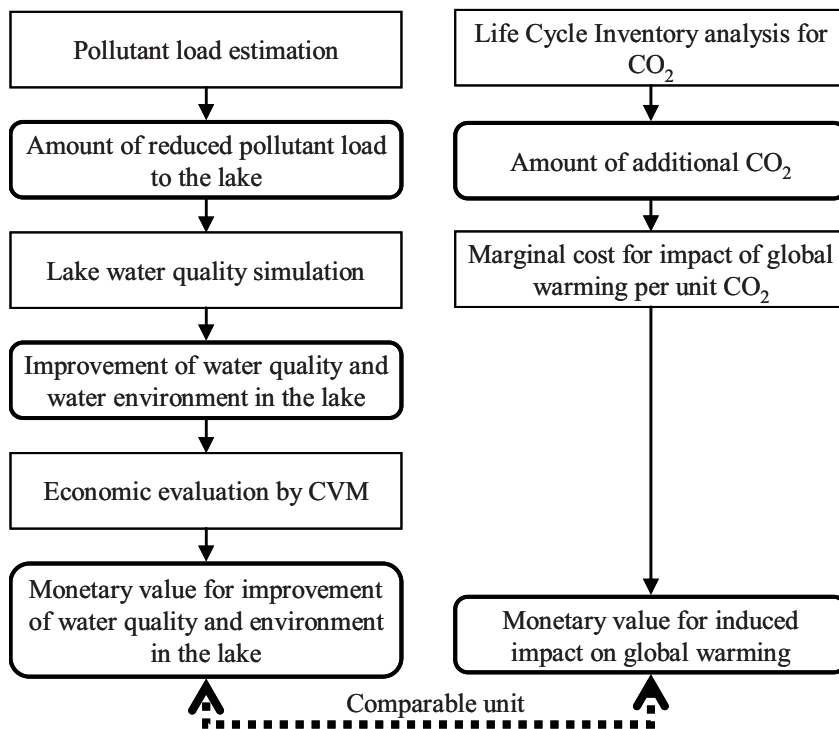 Pollutant load estimation
Amount of reduced pollutant load
to the lake
Lake water quality simulation
Improvement of water quality and
water environment in the lake
Economic evaluation by CVM
Monetary value for improvement
of water quality and environment
in the lake
Life Cycle Inventory analysis for
CO₂
Amount of additional CO₂
Marginal cost for impact of global
warming per unit CO₂
Monetary value for induced
impact on global warming
Comparable unit